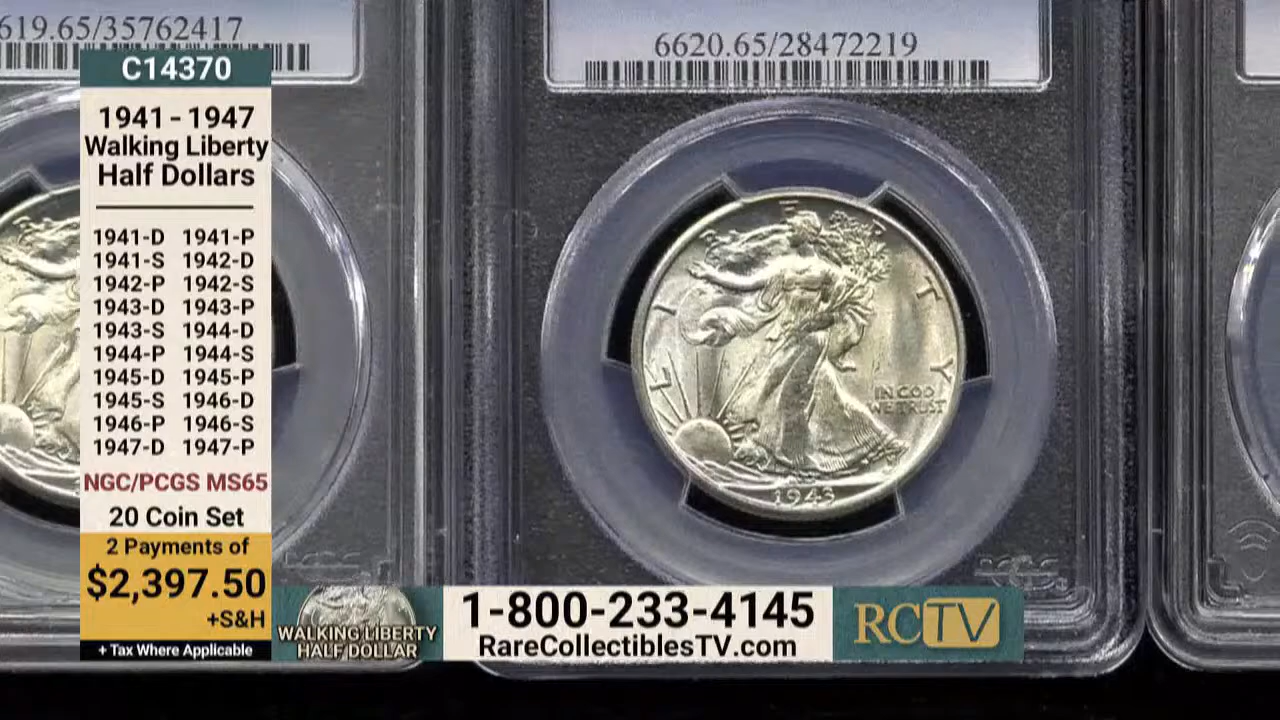 619.65/35762417
6620.65/28472219
C14370
1941 - 1947
Walking Liberty
Half Dollars
1941-D 1941-P
1941-S 1942-D
1942-P 1942-S
1943-D 1943-P
1943-S 1944-D
1944-P 1944-S
1945-D 1945-P
1945-S 1946-D
1946-P 1946-S
1947-D 1947-P
NGC/PCGS MS65
20 Coin Set
2 Payments of
$2,397.50
+S&H
+ Tax Where Applicable
L I T Y
IN GOD
WE TRUST
1943
WALKING LIBERTY
HALF DOLLAR
1-800-233-4145
RareCollectiblesTV.com
RCTV